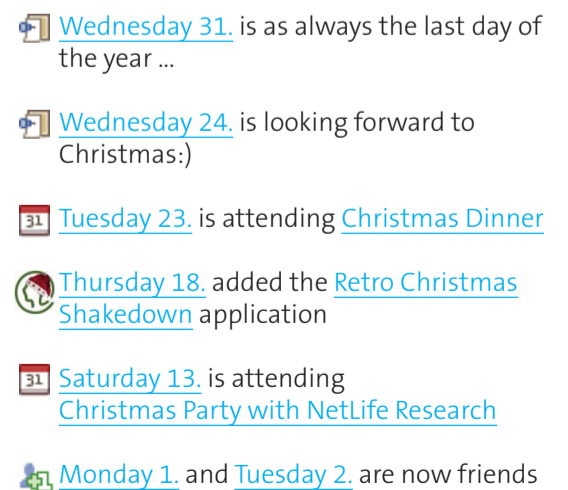 Wednesday 31. is as always the last day of
the year ...
Wednesday 24. is looking forward to
Christmas:)
31
Tuesday 23. is attending Christmas Dinner
Thursday 18. added the Retro Christmas
Shakedown application
31
Saturday 13. is attending
Christmas Party with NetLife Research
Monday 1. and Tuesday 2. are now friends